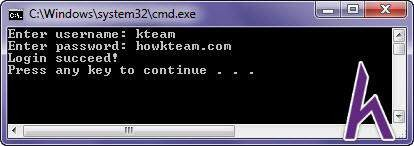 C:\Windows\system32\cmd.exe
Enter username: kteam
Enter password: howkteam.com
Login succeed!
Press any key to continue . . .